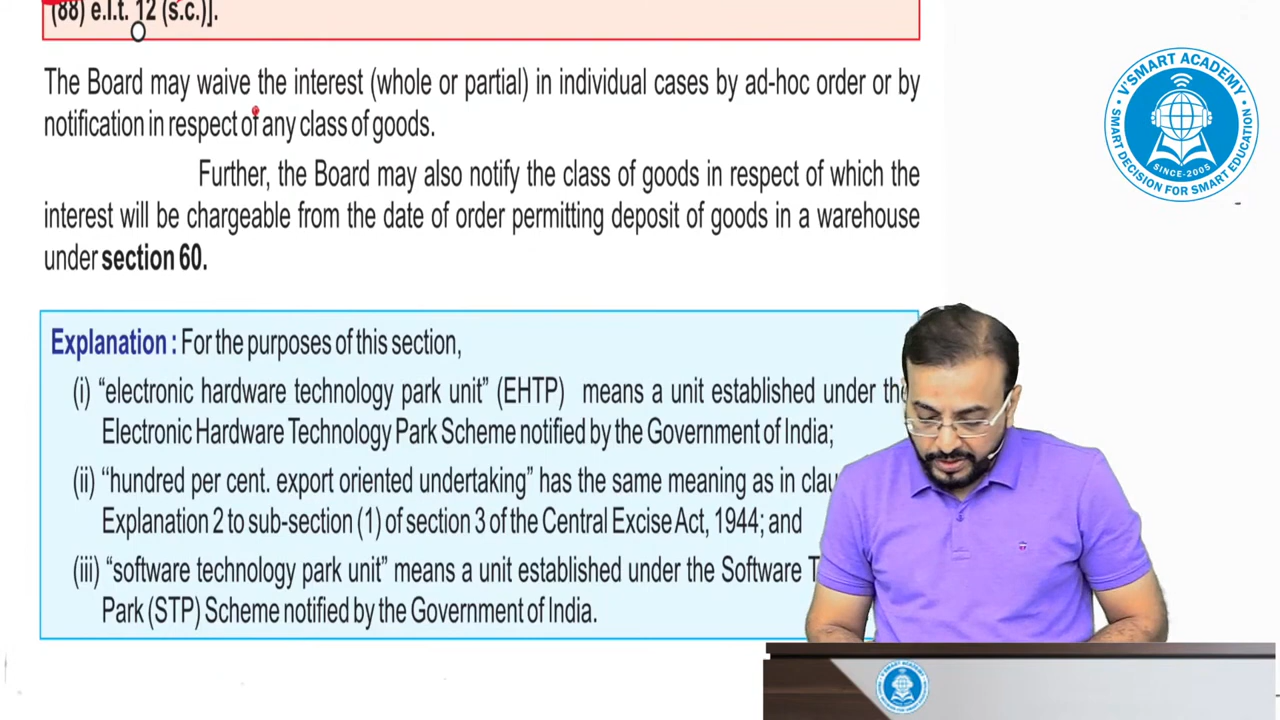 (88) e.l.t. 12 (s.c.)].
The Board may waive the interest (whole or partial) in individual cases by ad-hoc order or by
notification in respect of any class of goods.
Further, the Board may also notify the class of goods in respect of which the
interest will be chargeable from the date of order permitting deposit of goods in a warehouse
under section 60.
Explanation : For the purposes of this section,
(i) “electronic hardware technology park unit” (EHTP) means a unit established under the
Electronic Hardware Technology Park Scheme notified by the Government of India;
(ii) “hundred per cent. export oriented undertaking” has the same meaning as in
Explanation 2 to sub-section (1) of section 3 of the Central Excise Act, 1944; and
(iii) “software technology park unit” means a unit established under the Software
Park (STP) Scheme notified by the Government of India.
V'SMART ACADEMY
SINCE-2005
SMART DECISION FOR SMART EDUCATION